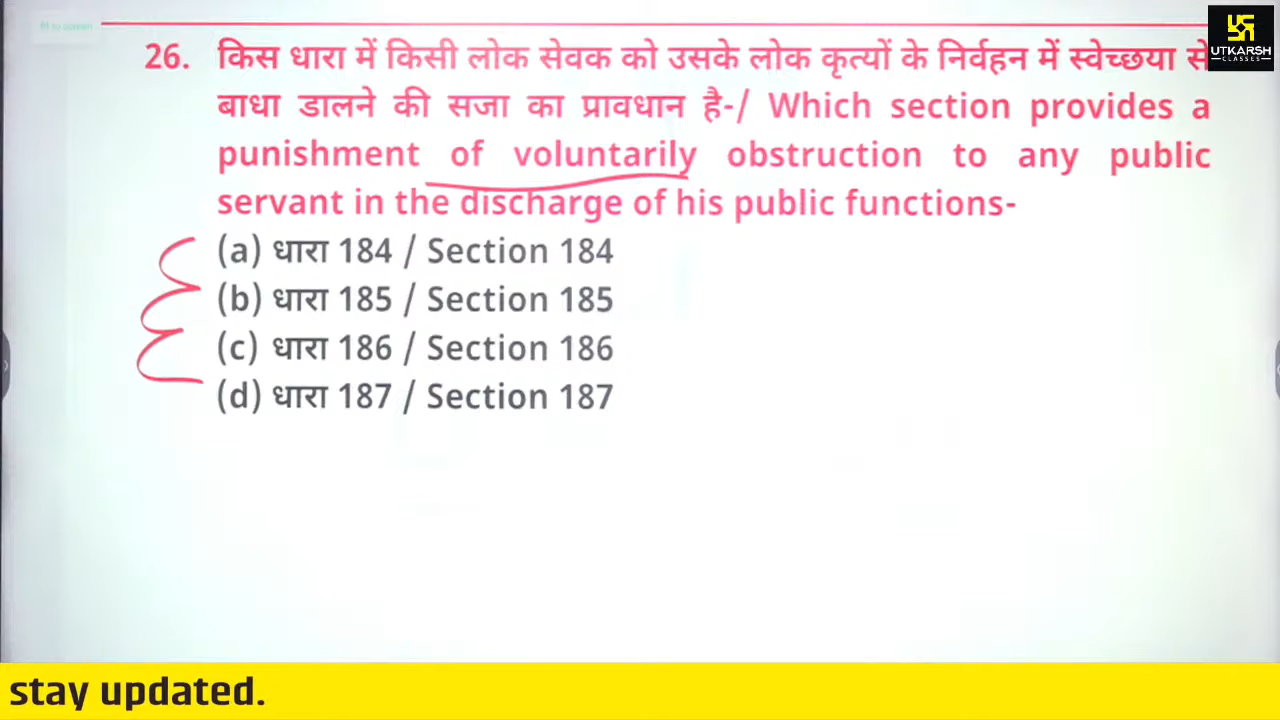 26. किस धारा में किसी लोक सेवक को उसके लोक कृत्यों के निर्वहन में स्वेच्छया से
बाधा डालने की सजा का प्रावधान है-/ Which section provides a
punishment of voluntarily obstruction to any public
servant in the discharge of his public functions-
(a) धारा 184 / Section 184
(b) धारा 185 / Section 185
(c) धारा 186 / Section 186
(d) धारा 187 / Section 187
UTKARSH
CLASSES
stay updated.